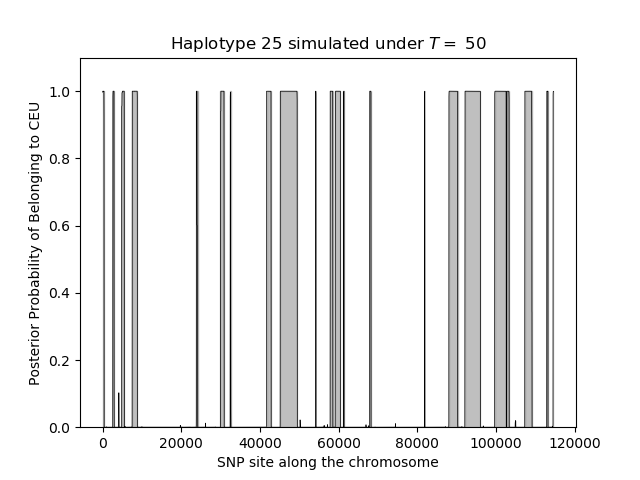 Haplotype 25 simulated under T = 50
Posterior Probability of Belonging to CEU
1.0
0.8
0.6
0.4
0.2
0.0
0 20000 40000 60000 80000 100000 120000
SNP site along the chromosome